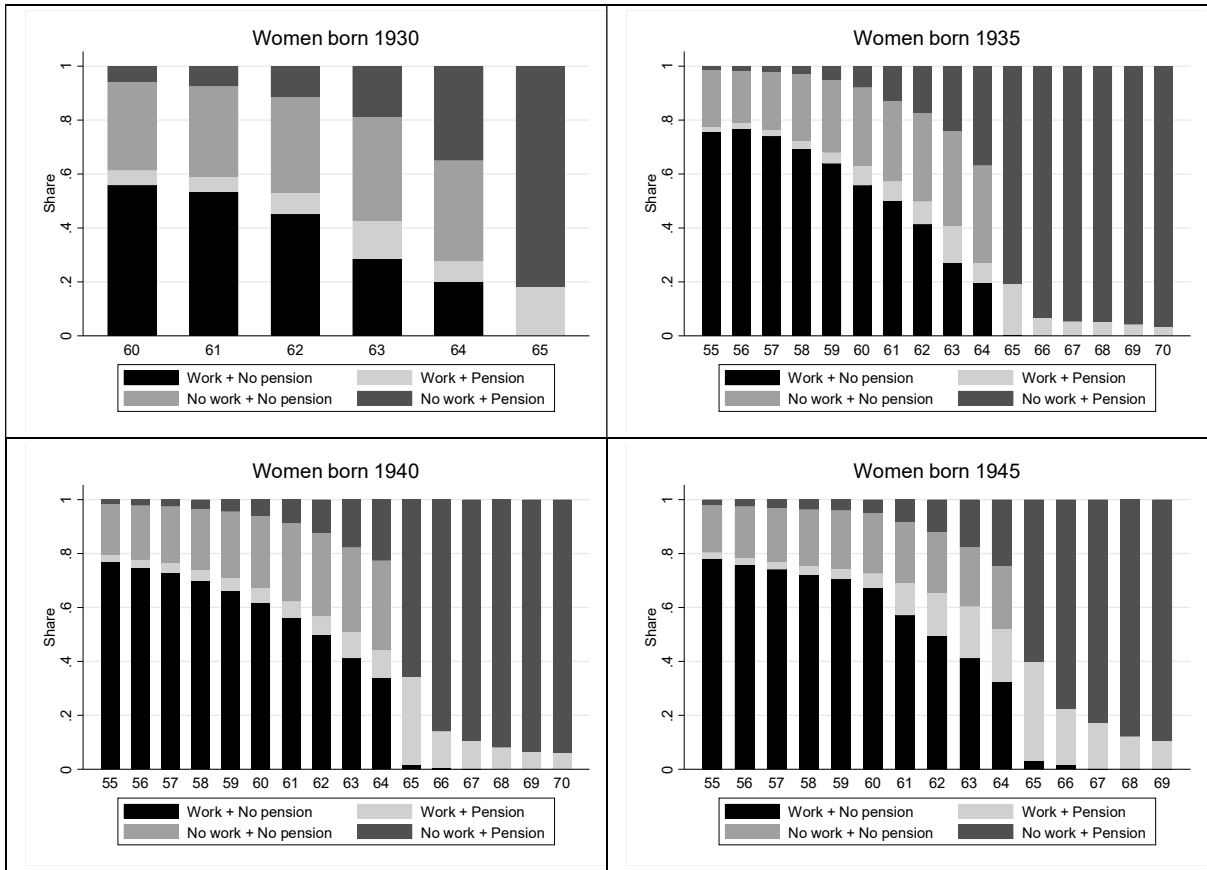 Women born 1930
Share
0 .2 .4 .6 .8 1
60 61 62 63 64 65
Work + No pension Work + Pension
No work + No pension No work + Pension
Women born 1935
Share
0 .2 .4 .6 .8 1
55 56 57 58 59 60 61 62 63 64 65 66 67 68 69 70
Work + No pension Work + Pension
No work + No pension No work + Pension
Women born 1940
Share
0 .2 .4 .6 .8 1
55 56 57 58 59 60 61 62 63 64 65 66 67 68 69 70
Work + No pension Work + Pension
No work + No pension No work + Pension
Women born 1945
Share
0 .2 .4 .6 .8 1
55 56 57 58 59 60 61 62 63 64 65 66 67 68 69
Work + No pension Work + Pension
No work + No pension No work + Pension